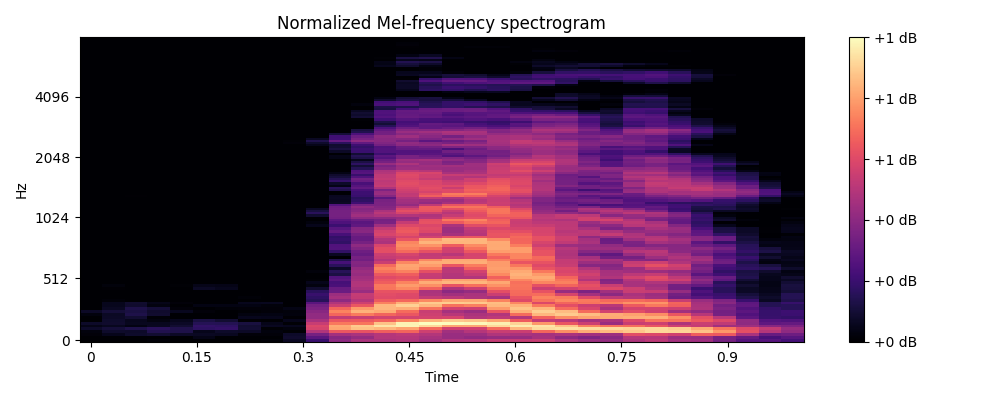 Normalized Mel-frequency spectrogram
Hz
4096
2048
1024
512
0
0 0.15 0.3 0.45 0.6 0.75 0.9
Time
+1 dB
+1 dB
+1 dB
+0 dB
+0 dB
+0 dB